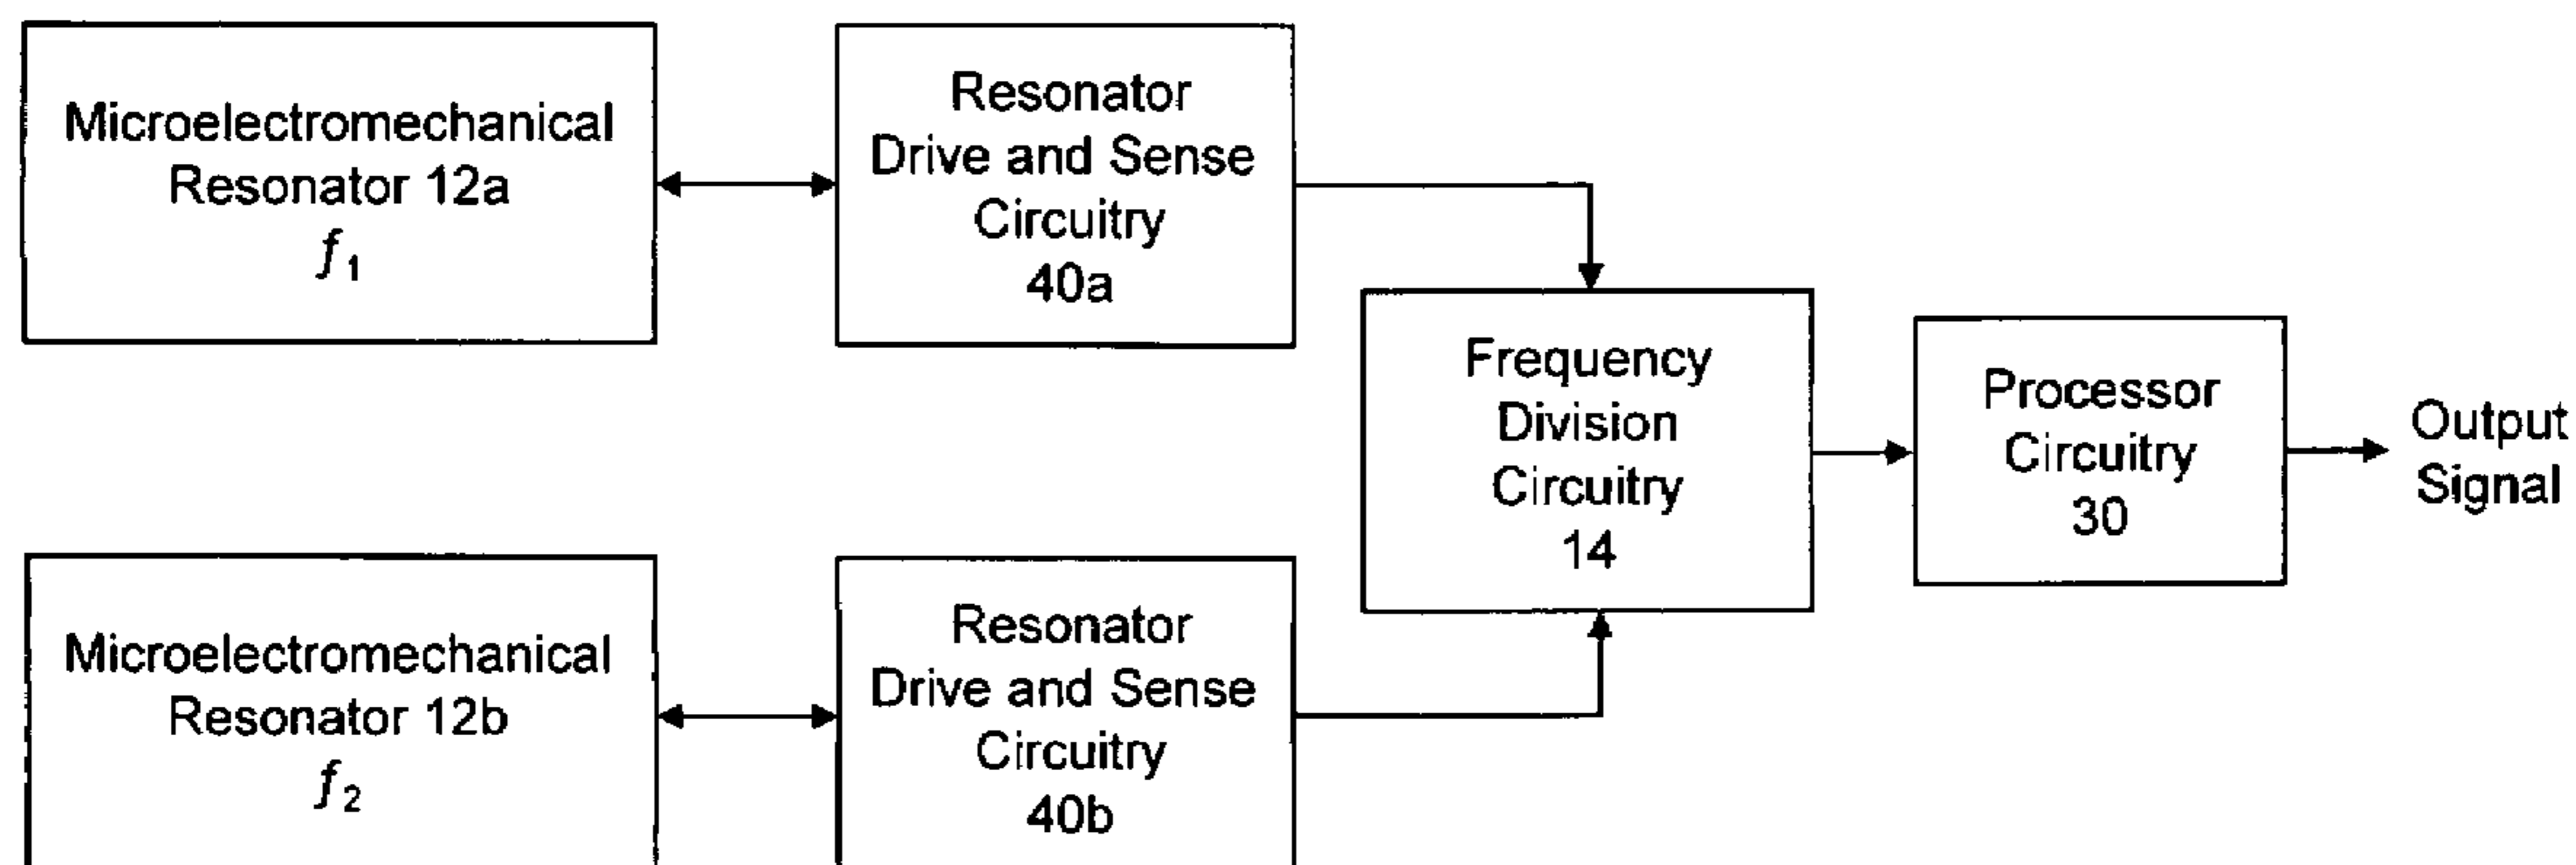 Microelectromechanical
Resonator 12a
f1
Resonator
Drive and Sense
Circuitry
40a
Frequency
Division
Circuitry
14
Processor
Circuitry
30
Output
Signal
Microelectromechanical
Resonator 12b
f2
Resonator
Drive and Sense
Circuitry
40b